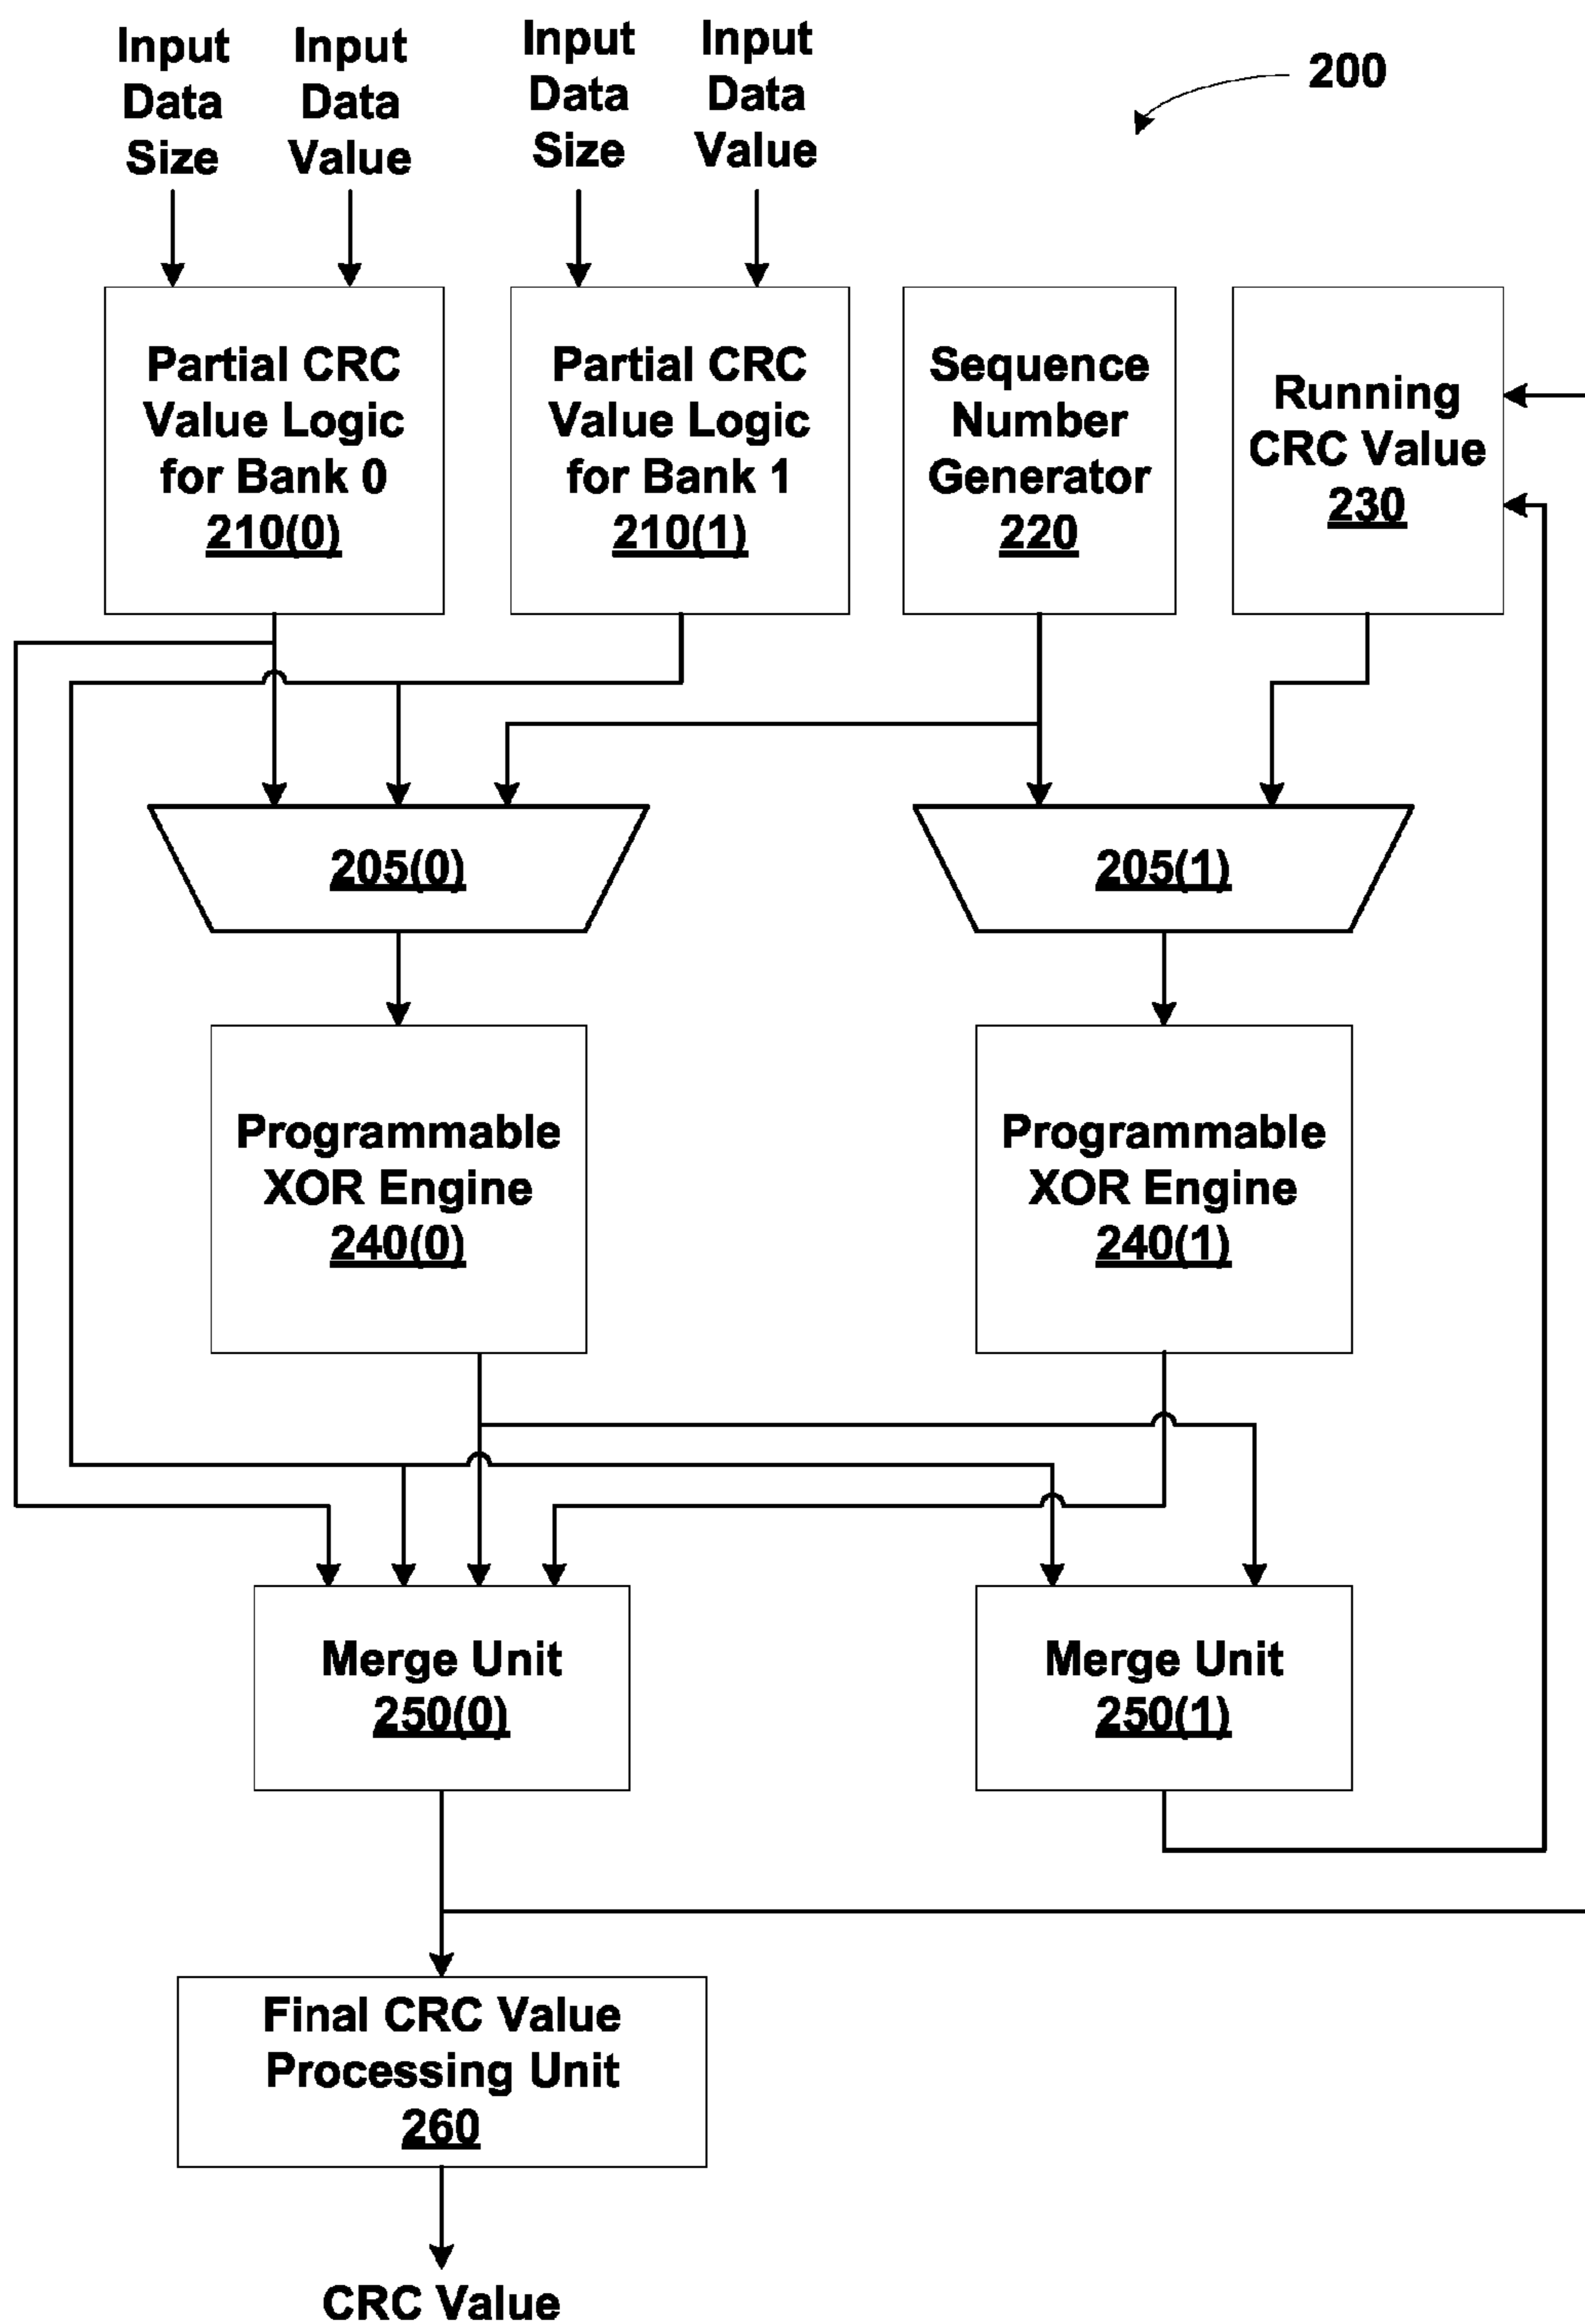 Input Data Size
Input Data Value
Input Data Size
Input Data Value
200
Partial CRC
Value Logic
for Bank 0
210(0)
Partial CRC
Value Logic
for Bank 1
210(1)
Sequence
Number
Generator
220
Running
CRC Value
230
205(0)
205(1)
Programmable
XOR Engine
240(0)
Programmable
XOR Engine
240(1)
Merge Unit
250(0)
Merge Unit
250(1)
Final CRC Value
Processing Unit
260
CRC Value